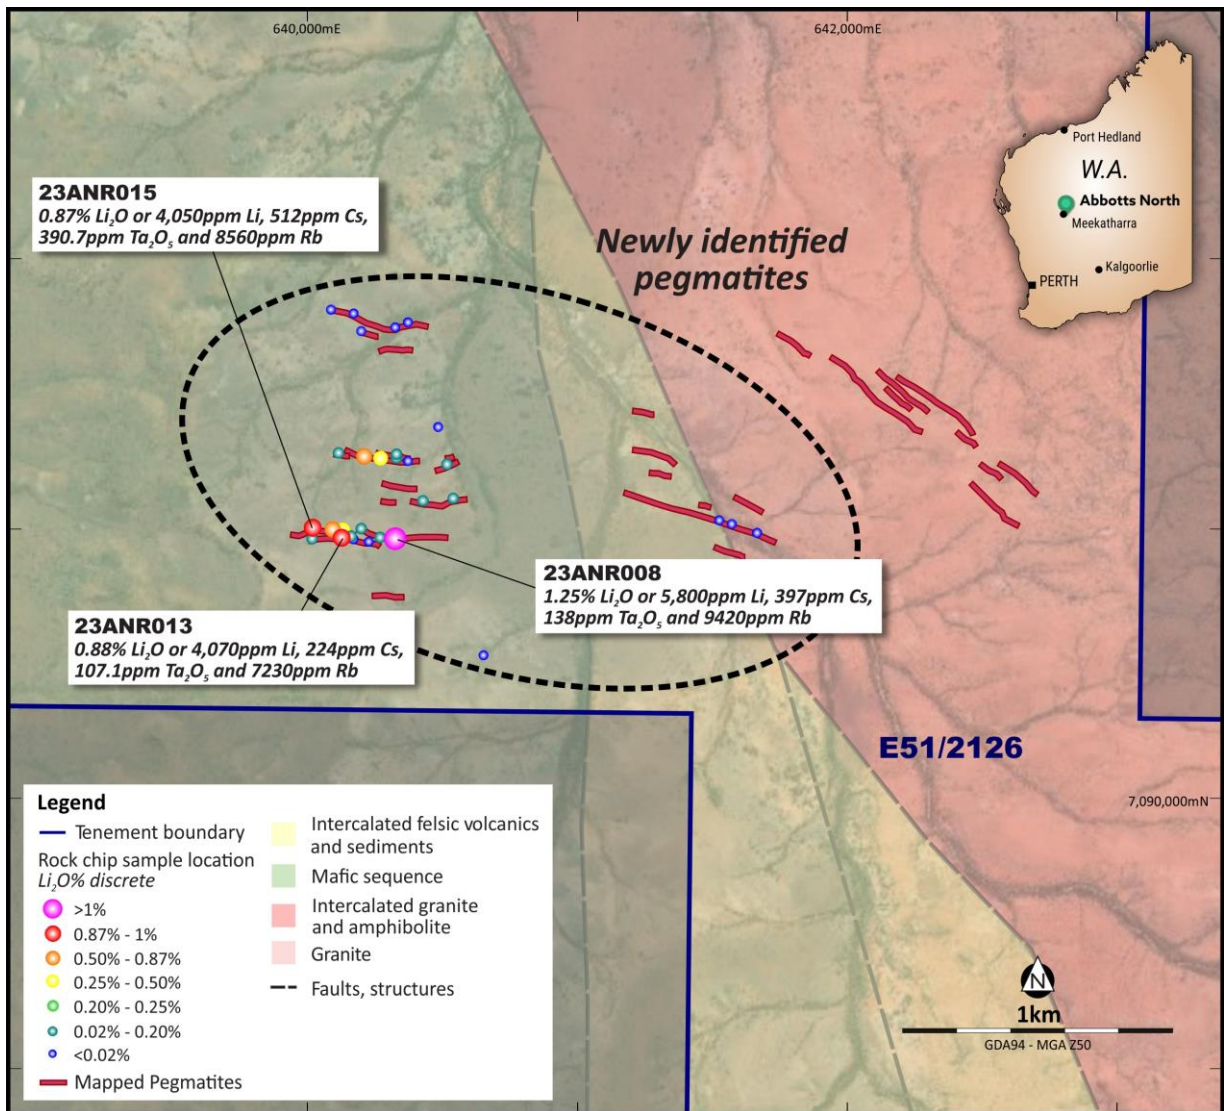 640,000mE
642,000mE
Port Hedland
W.A.
Abbotts North
Meekatharra
Kalgoorlie
PERTH
23ANR015
0.87% Li₂O or 4,050ppm Li, 512ppm Cs,
390.7ppm Ta₂O₅ and 8560ppm Rb
Newly identified
pegmatites
23ANR008
1.25% Li₂O or 5,800ppm Li, 397ppm Cs,
138ppm Ta₂O₅ and 9420ppm Rb
23ANR013
0.88% Li₂O or 4,070ppm Li, 224ppm Cs,
107.1ppm Ta₂O₅ and 7230ppm Rb
E51/2126
7,090,000mN
Legend
Tenement boundary
Rock chip sample location
Li₂O% discrete
>1%
0.87% - 1%
0.50% - 0.87%
0.25% - 0.50%
0.20% - 0.25%
0.02% - 0.20%
<0.02%
Mapped Pegmatites
Intercalated felsic volcanics
and sediments
Mafic sequence
Intercalated granite
and amphibolite
Granite
Faults, structures
N
1km
GDA94 - MGA Z50